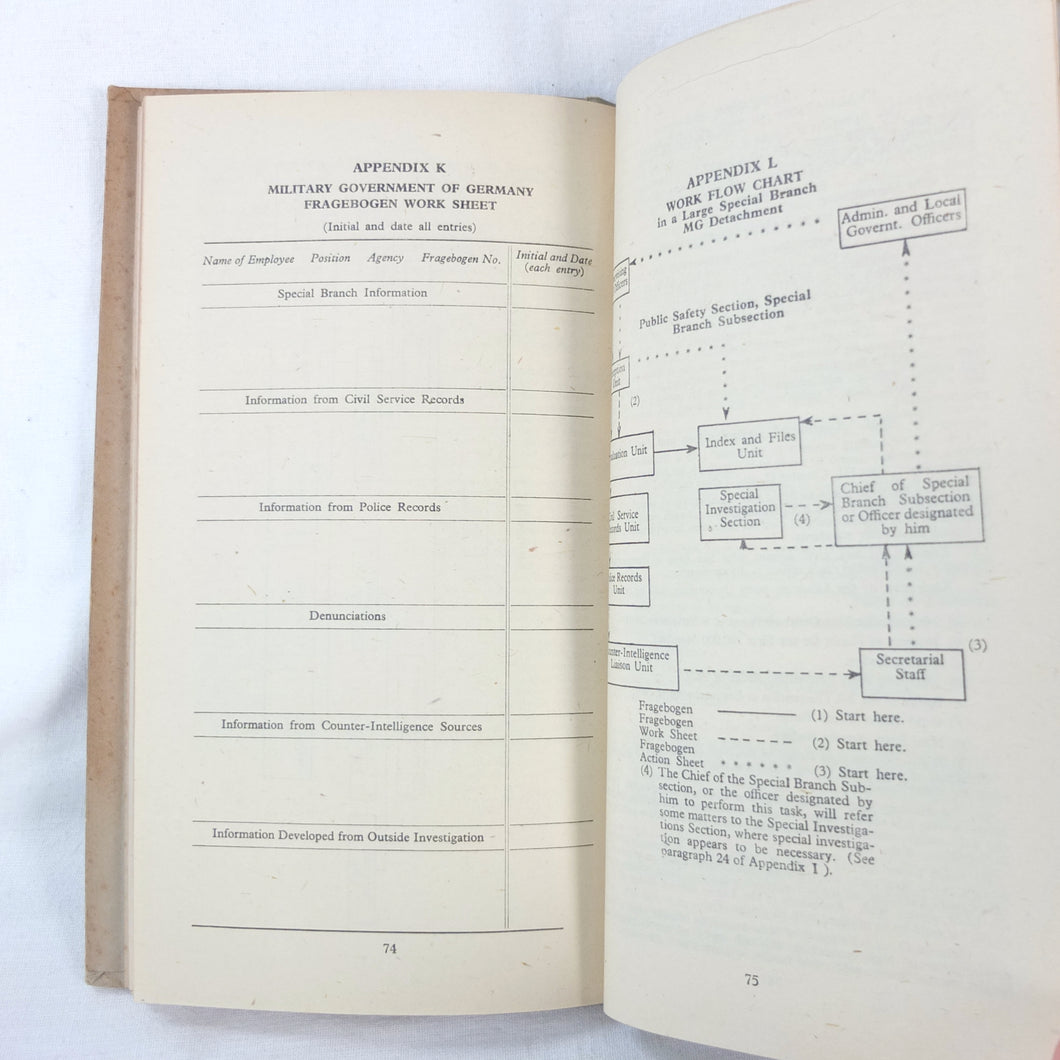 APPENDIX K
MILITARY GOVERNMENT OF GERMANY
FRAGEBOGEN WORK SHEET
(Initial and date all entries)
Name of Employee Position Agency Fragebogen No.
Initial and Date
(each entry)
Special Branch Information
Information from Civil Service Records
Information from Police Records
Denunciations
Information from Counter-Intelligence Sources
Information Developed from Outside Investigation
74
APPENDIX L
WORK FLOW CHART
in a Large Special Branch
MG Detachment
Admin. and Local
Governt. Officers
Public Safety Section, Special
Branch Subsection
Unit
(2)
Unit
Index and Files
Unit
Service
Unit
Special
Investigation
Section
(4)
Chief of Special
Branch Subsection
or Officer designated
by him
Records
Unit
Intelligence
Liaison Unit
Secretarial
Staff
(3)
Fragebogen
(1) Start here.
Fragebogen
Work Sheet
(2) Start here.
Fragebogen
Action Sheet
(3) Start here.
(4) The Chief of the Special Branch Sub-
section, or the officer designated by
him to perform this task, will refer
some matters to the Special Investiga-
tions Section, where special investiga-
tion appears to be necessary. (See
paragraph 24 of Appendix I ).
75